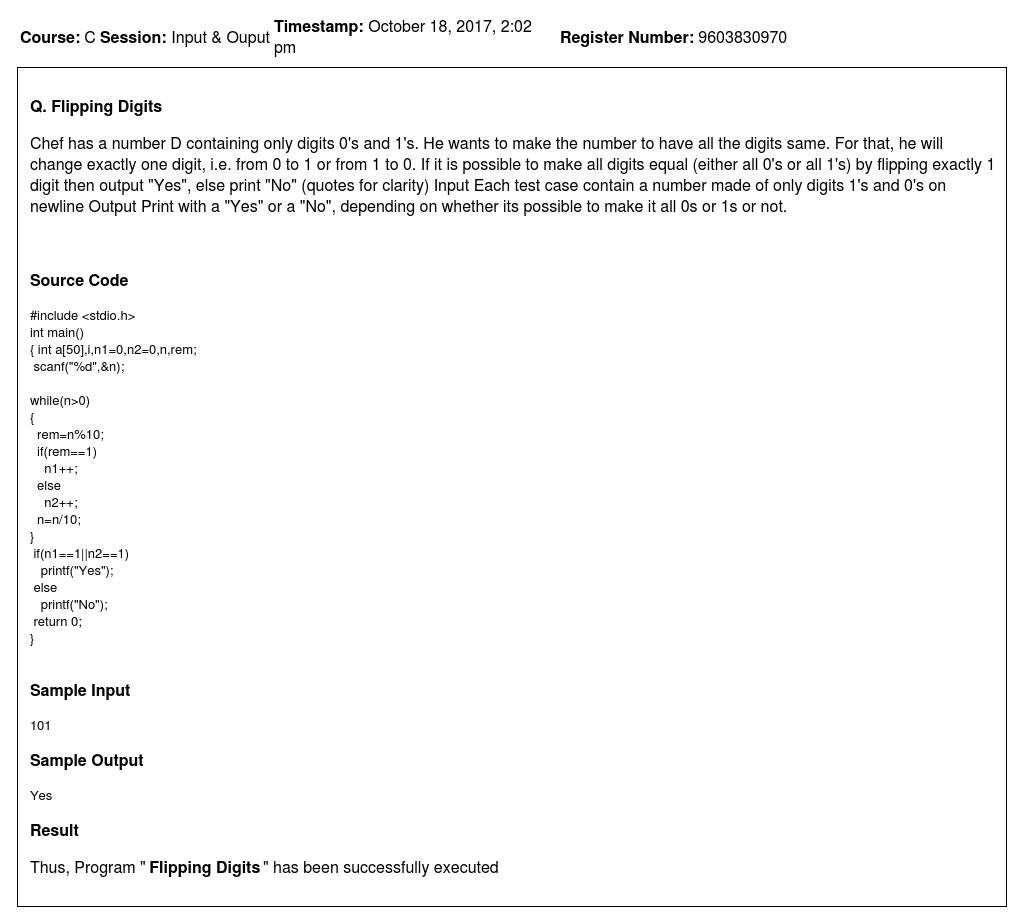 Course: C Session: Input & Ouput Timestamp: October 18, 2017, 2:02 pm Register Number: 9603830970
Q. Flipping Digits
Chef has a number D containing only digits 0's and 1's. He wants to make the number to have all the digits same. For that, he will
change exactly one digit, i.e. from 0 to 1 or from 1 to 0. If it is possible to make all digits equal (either all 0's or all 1's) by flipping exactly 1
digit then output "Yes", else print "No" (quotes for clarity) Input Each test case contain a number made of only digits 1's and 0's on
newline Output Print with a "Yes" or a "No", depending on whether its possible to make it all 0s or 1s or not.
Source Code
#include <stdio.h>
int main()
{ int a[50],i,n1=0,n2=0,n,rem;
scanf("%d",&n);
while(n>0)
{
rem=n%10;
if(rem==1)
n1++;
else
n2++;
n=n/10;
}
if(n1==1||n2==1)
printf("Yes");
else
printf("No");
return 0;
}
Sample Input
101
Sample Output
Yes
Result
Thus, Program " Flipping Digits " has been successfully executed